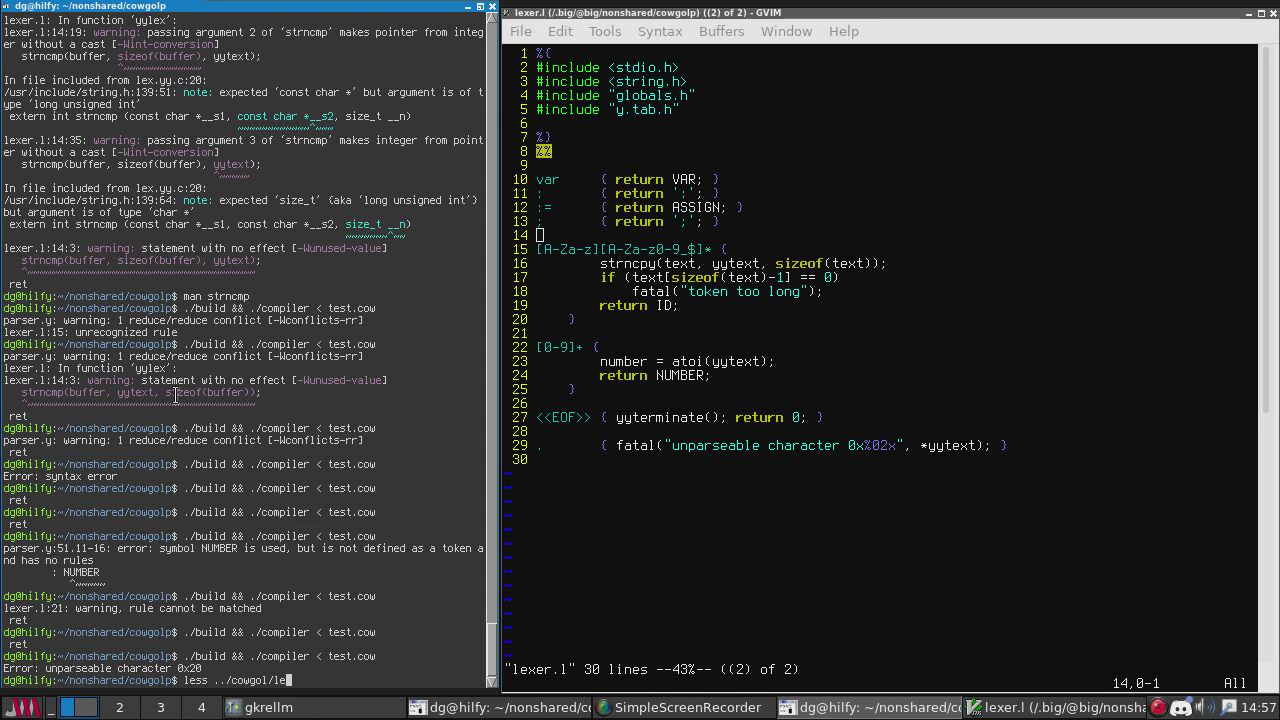 dg@hilfy: ~/nonshared/cowgolp
lexer.l: In function ‘yylex’:
lexer.l:14:19: warning: passing argument 2 of ‘strncmp’ makes pointer from integ
er without a cast [-Wint-conversion]
strncmp(buffer, sizeof(buffer), yytext);
^~~~~~~~~~~~~~
In file included from lex.yy.c:20:
/usr/include/string.h:139:51: note: expected ‘const char *’ but argument is of t
ype ‘long unsigned int’
extern int strncmp (const char *__s1, const char *__s2, size_t __n)
~~~~~~~~~~~~^~~~
lexer.l:14:35: warning: passing argument 3 of ‘strncmp’ makes integer from point
er without a cast [-Wint-conversion]
strncmp(buffer, sizeof(buffer), yytext);
^~~~~~
In file included from lex.yy.c:20:
/usr/include/string.h:139:64: note: expected ‘size_t’ {aka ‘long unsigned int’}
but argument is of type ‘char *’
extern int strncmp (const char *__s1, const char *__s2, size_t __n)
~~~~~~~^~~
lexer.l:14:3: warning: statement with no effect [-Wunused-value]
strncmp(buffer, sizeof(buffer), yytext);
^~~~~~~~~~~~~~~~~~~~~~~~~~~~~~~~~~~~~~~
ret
dg@hilfy:~/nonshared/cowgolp$ man strncmp
dg@hilfy:~/nonshared/cowgolp$ ./build && ./compiler < test.cow
parser.y: warning: 1 reduce/reduce conflict [-Wconflicts-rr]
lexer.l:15: unrecognized rule
dg@hilfy:~/nonshared/cowgolp$ ./build && ./compiler < test.cow
parser.y: warning: 1 reduce/reduce conflict [-Wconflicts-rr]
lexer.l: In function ‘yylex’:
lexer.l:14:3: warning: statement with no effect [-Wunused-value]
strncmp(buffer, yytext, sizeof(buffer));
^~~~~~~~~~~~~~~~~~~~~~~~~~~~~~~~~~~~~~~
ret
dg@hilfy:~/nonshared/cowgolp$ ./build && ./compiler < test.cow
parser.y: warning: 1 reduce/reduce conflict [-Wconflicts-rr]
ret
dg@hilfy:~/nonshared/cowgolp$ ./build && ./compiler < test.cow
Error: syntax error
dg@hilfy:~/nonshared/cowgolp$ ./build && ./compiler < test.cow
ret
dg@hilfy:~/nonshared/cowgolp$ ./build && ./compiler < test.cow
ret
dg@hilfy:~/nonshared/cowgolp$ ./build && ./compiler < test.cow
parser.y:51.11-16: error: symbol NUMBER is used, but is not defined as a token a
nd has no rules
: NUMBER
^~~~~~
dg@hilfy:~/nonshared/cowgolp$ ./build && ./compiler < test.cow
lexer.l:21: warning, rule cannot be matched
ret
dg@hilfy:~/nonshared/cowgolp$ ./build && ./compiler < test.cow
ret
dg@hilfy:~/nonshared/cowgolp$ ./build && ./compiler < test.cow
Error: unparseable character 0x20
dg@hilfy:~/nonshared/cowgolp$ less ../cowgol/le
lexer.l (/.big/@big/nonshared/cowgolp) ((2) of 2) - GVIM
File Edit Tools Syntax Buffers Window Help
1 %{
2 #include <stdio.h>
3 #include <string.h>
4 #include "globals.h"
5 #include "y.tab.h"
6
7 %}
8 %%
9
10 var { return VAR; }
11 : { return ':'; }
12 := { return ASSIGN; }
13 ; { return ';'; }
14
15 [A-Za-z][A-Za-z0-9_$]* {
16 strncpy(text, yytext, sizeof(text));
17 if (text[sizeof(text)-1] == 0)
18 fatal("token too long");
19 return ID;
20 }
21
22 [0-9]+ {
23 number = atoi(yytext);
24 return NUMBER;
25 }
26
27 <<EOF>> { yyterminate(); return 0; }
28
29 . { fatal("unparseable character 0x%02x", *yytext); }
30
~
~
~
~
~
~
~
~
~
~
~
~
~
~
"lexer.l" 30 lines --43%-- ((2) of 2)
14,0-1 All
2 3 4 gkrellm dg@hilfy: ~/nonshared/co SimpleScreenRecorder dg@hilfy: ~/nonshared/co lexer.l (/.big/@big/nons 14:57